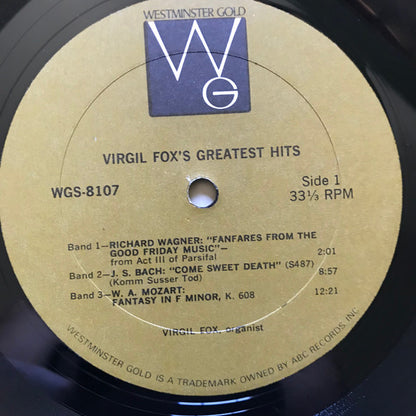 WESTMINSTER GOLD
W
G
VIRGIL FOX'S GREATEST HITS
WGS-8107
Side 1
33⅓ RPM
Band 1—RICHARD WAGNER: "FANFARES FROM THE
GOOD FRIDAY MUSIC"—
from Act III of Parsifal 2:01
Band 2—J. S. BACH: "COME SWEET DEATH" (S487)
(Komm Susser Tod) 8:57
Band 3—W. A. MOZART:
FANTASY IN F MINOR, K. 608 12:21
VIRGIL FOX, organist
WESTMINSTER GOLD IS A TRADEMARK OWNED BY ABC RECORDS, INC.